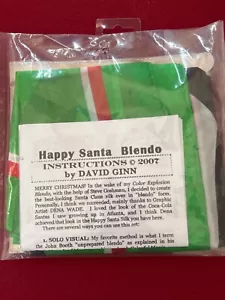 Happy Santa Blendo
INSTRUCTIONS © 2007
by DAVID GINN
MERRY CHRISTMAS! In the wake of my Color Explosion
Blendo, with the help of Steve Goshman, I decided to create
the best-looking Santa Claus silk ever in "blendo" form.
Personally, I think we succeeded, mainly thanks to Graphic
Artist DENA WADE. I loved the look of the Coca-Cola
Santas I saw growing up in Atlanta, and I think Dena
achieved that look in the Happy Santa Silk you have here.
There are several ways you can use this set:
1. SOLO VISUAL: My favorite method is what I term
the John Booth "unprepared blendo" as explained in his